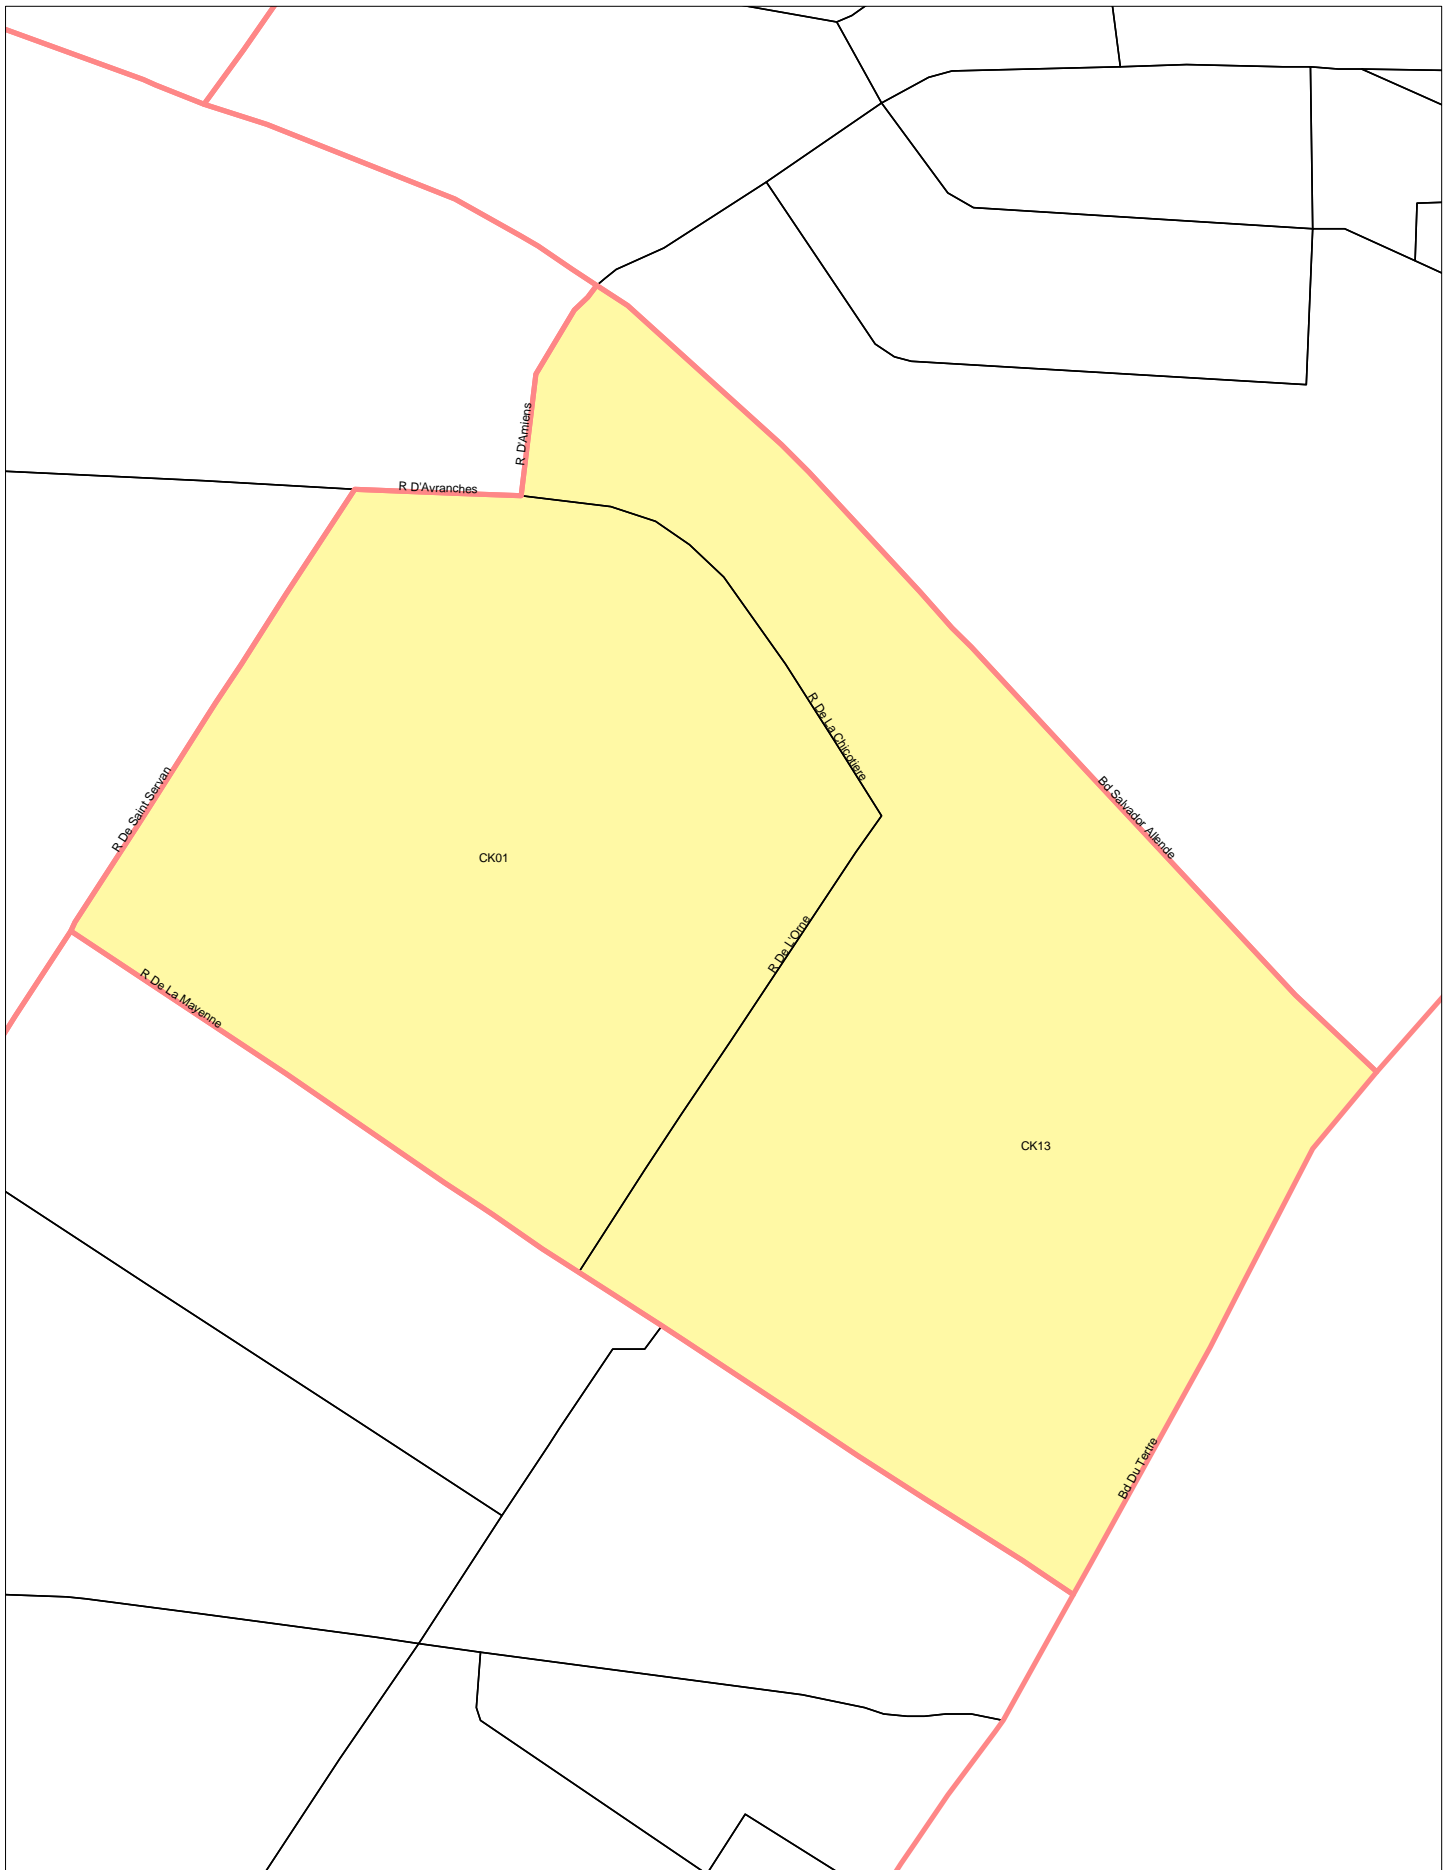 R D'Amiens
R D'Avranches
R De La Chicotiere
R De Saint Servan
Bd Salvador Allende
CK01
R De L'Orne
R De La Mayenne
CK13
Bd Du Tertre